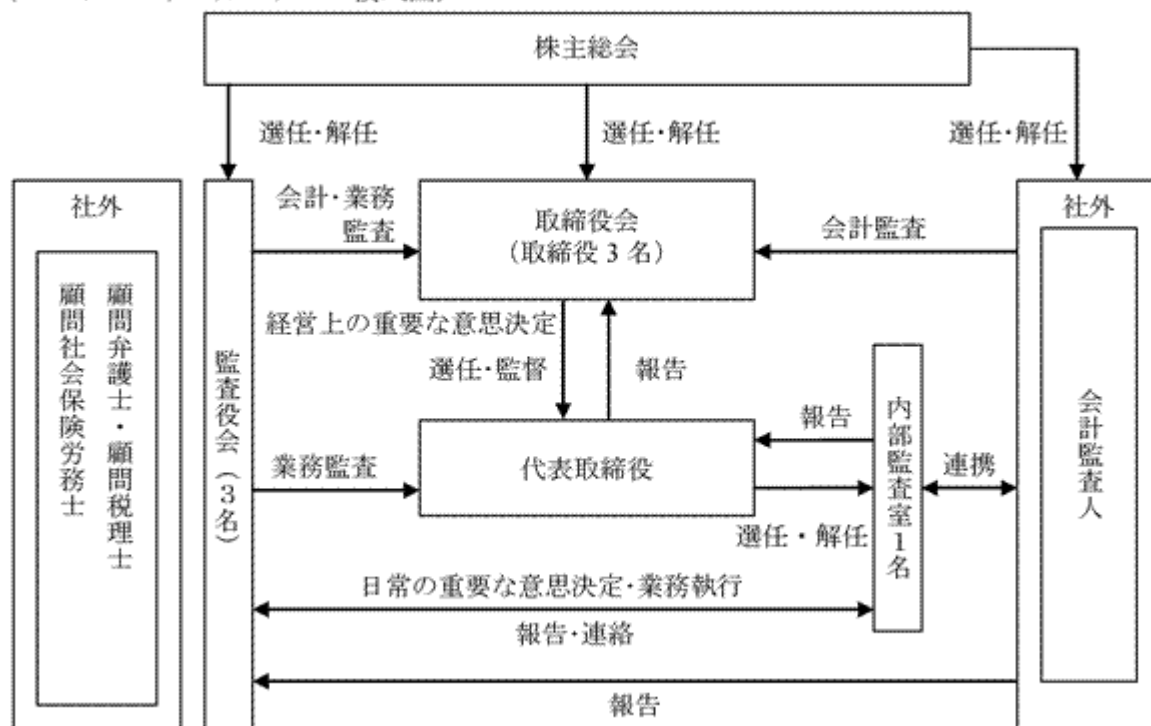 株主総会
選任・解任
選任・解任
選任・解任
社外
顧問弁護士・顧問税理士
顧問社会保険労務士
監査役会(3名)
会計・業務
監査
取締役会
(取締役 3 名)
会計監査
社外
会計監査人
経営上の重要な意思決定
選任・監督
報告
業務監査
代表取締役
報告
選任・解任
内部監査室1名
連携
日常の重要な意思決定・業務執行
報告・連絡
報告